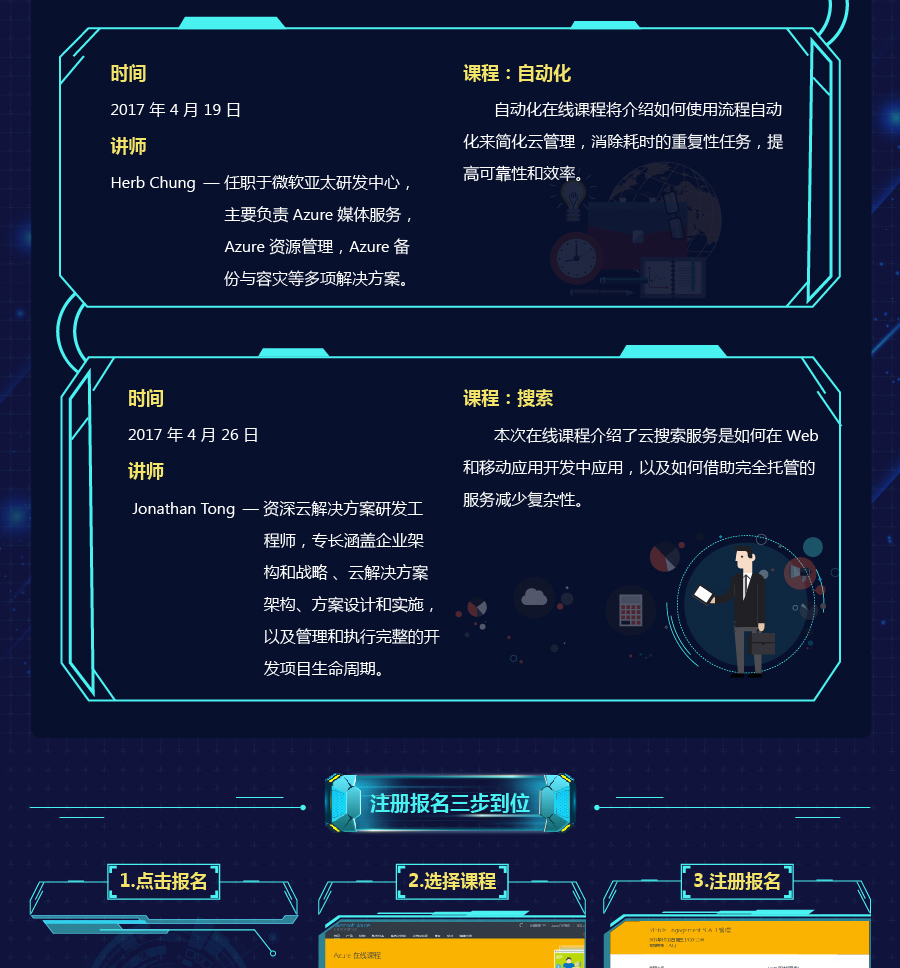 时间
2017 年 4 月 19 日
讲师
Herb Chung — 任职于微软亚太研发中心，
主要负责 Azure 媒体服务，
Azure 资源管理，Azure 备
份与容灾等多项解决方案。
课程：自动化
自动化在线课程将介绍如何使用流程自动
化来简化云管理，消除耗时的重复性任务，提
高可靠性和效率。
时间
2017 年 4 月 26 日
讲师
Jonathan Tong — 资深云解决方案研发工
程师，专长涵盖企业架
构和战略 、云解决方案
架构、方案设计和实施，
以及管理和执行完整的开
发项目生命周期。
课程：搜索
本次在线课程介绍了云搜索服务是如何在 Web
和移动应用开发中应用，以及如何借助完全托管的
服务减少复杂性。
注册报名三步到位
1.点击报名
2.选择课程
3.注册报名
Azure 在线课程